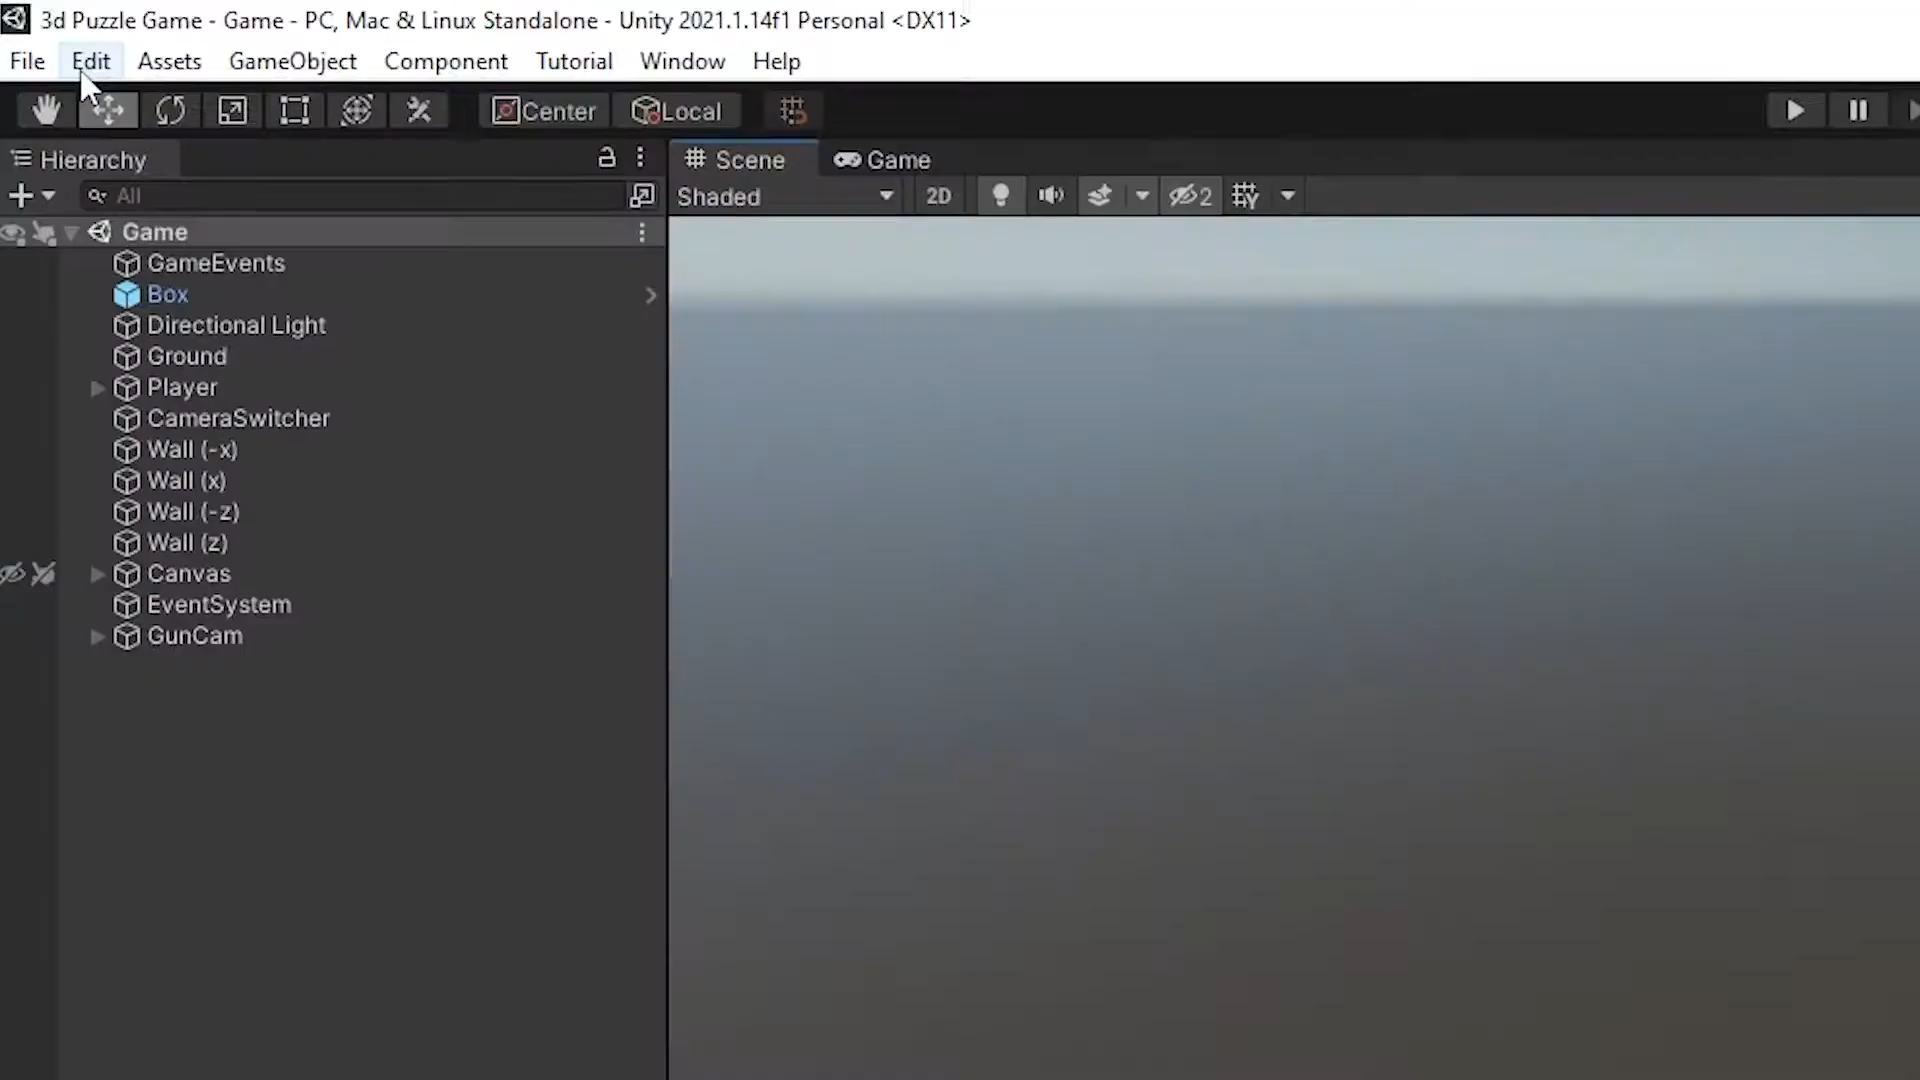 3d Puzzle Game - Game - PC, Mac & Linux Standalone - Unity 2021.1.14f1 Personal <DX11>
File Edit Assets GameObject Component Tutorial Window Help
Center Local
Hierarchy
Scene Game
All
Shaded 2D 2
Game
GameEvents
Box
Directional Light
Ground
Player
CameraSwitcher
Wall (-x)
Wall (x)
Wall (-z)
Wall (z)
Canvas
EventSystem
GunCam